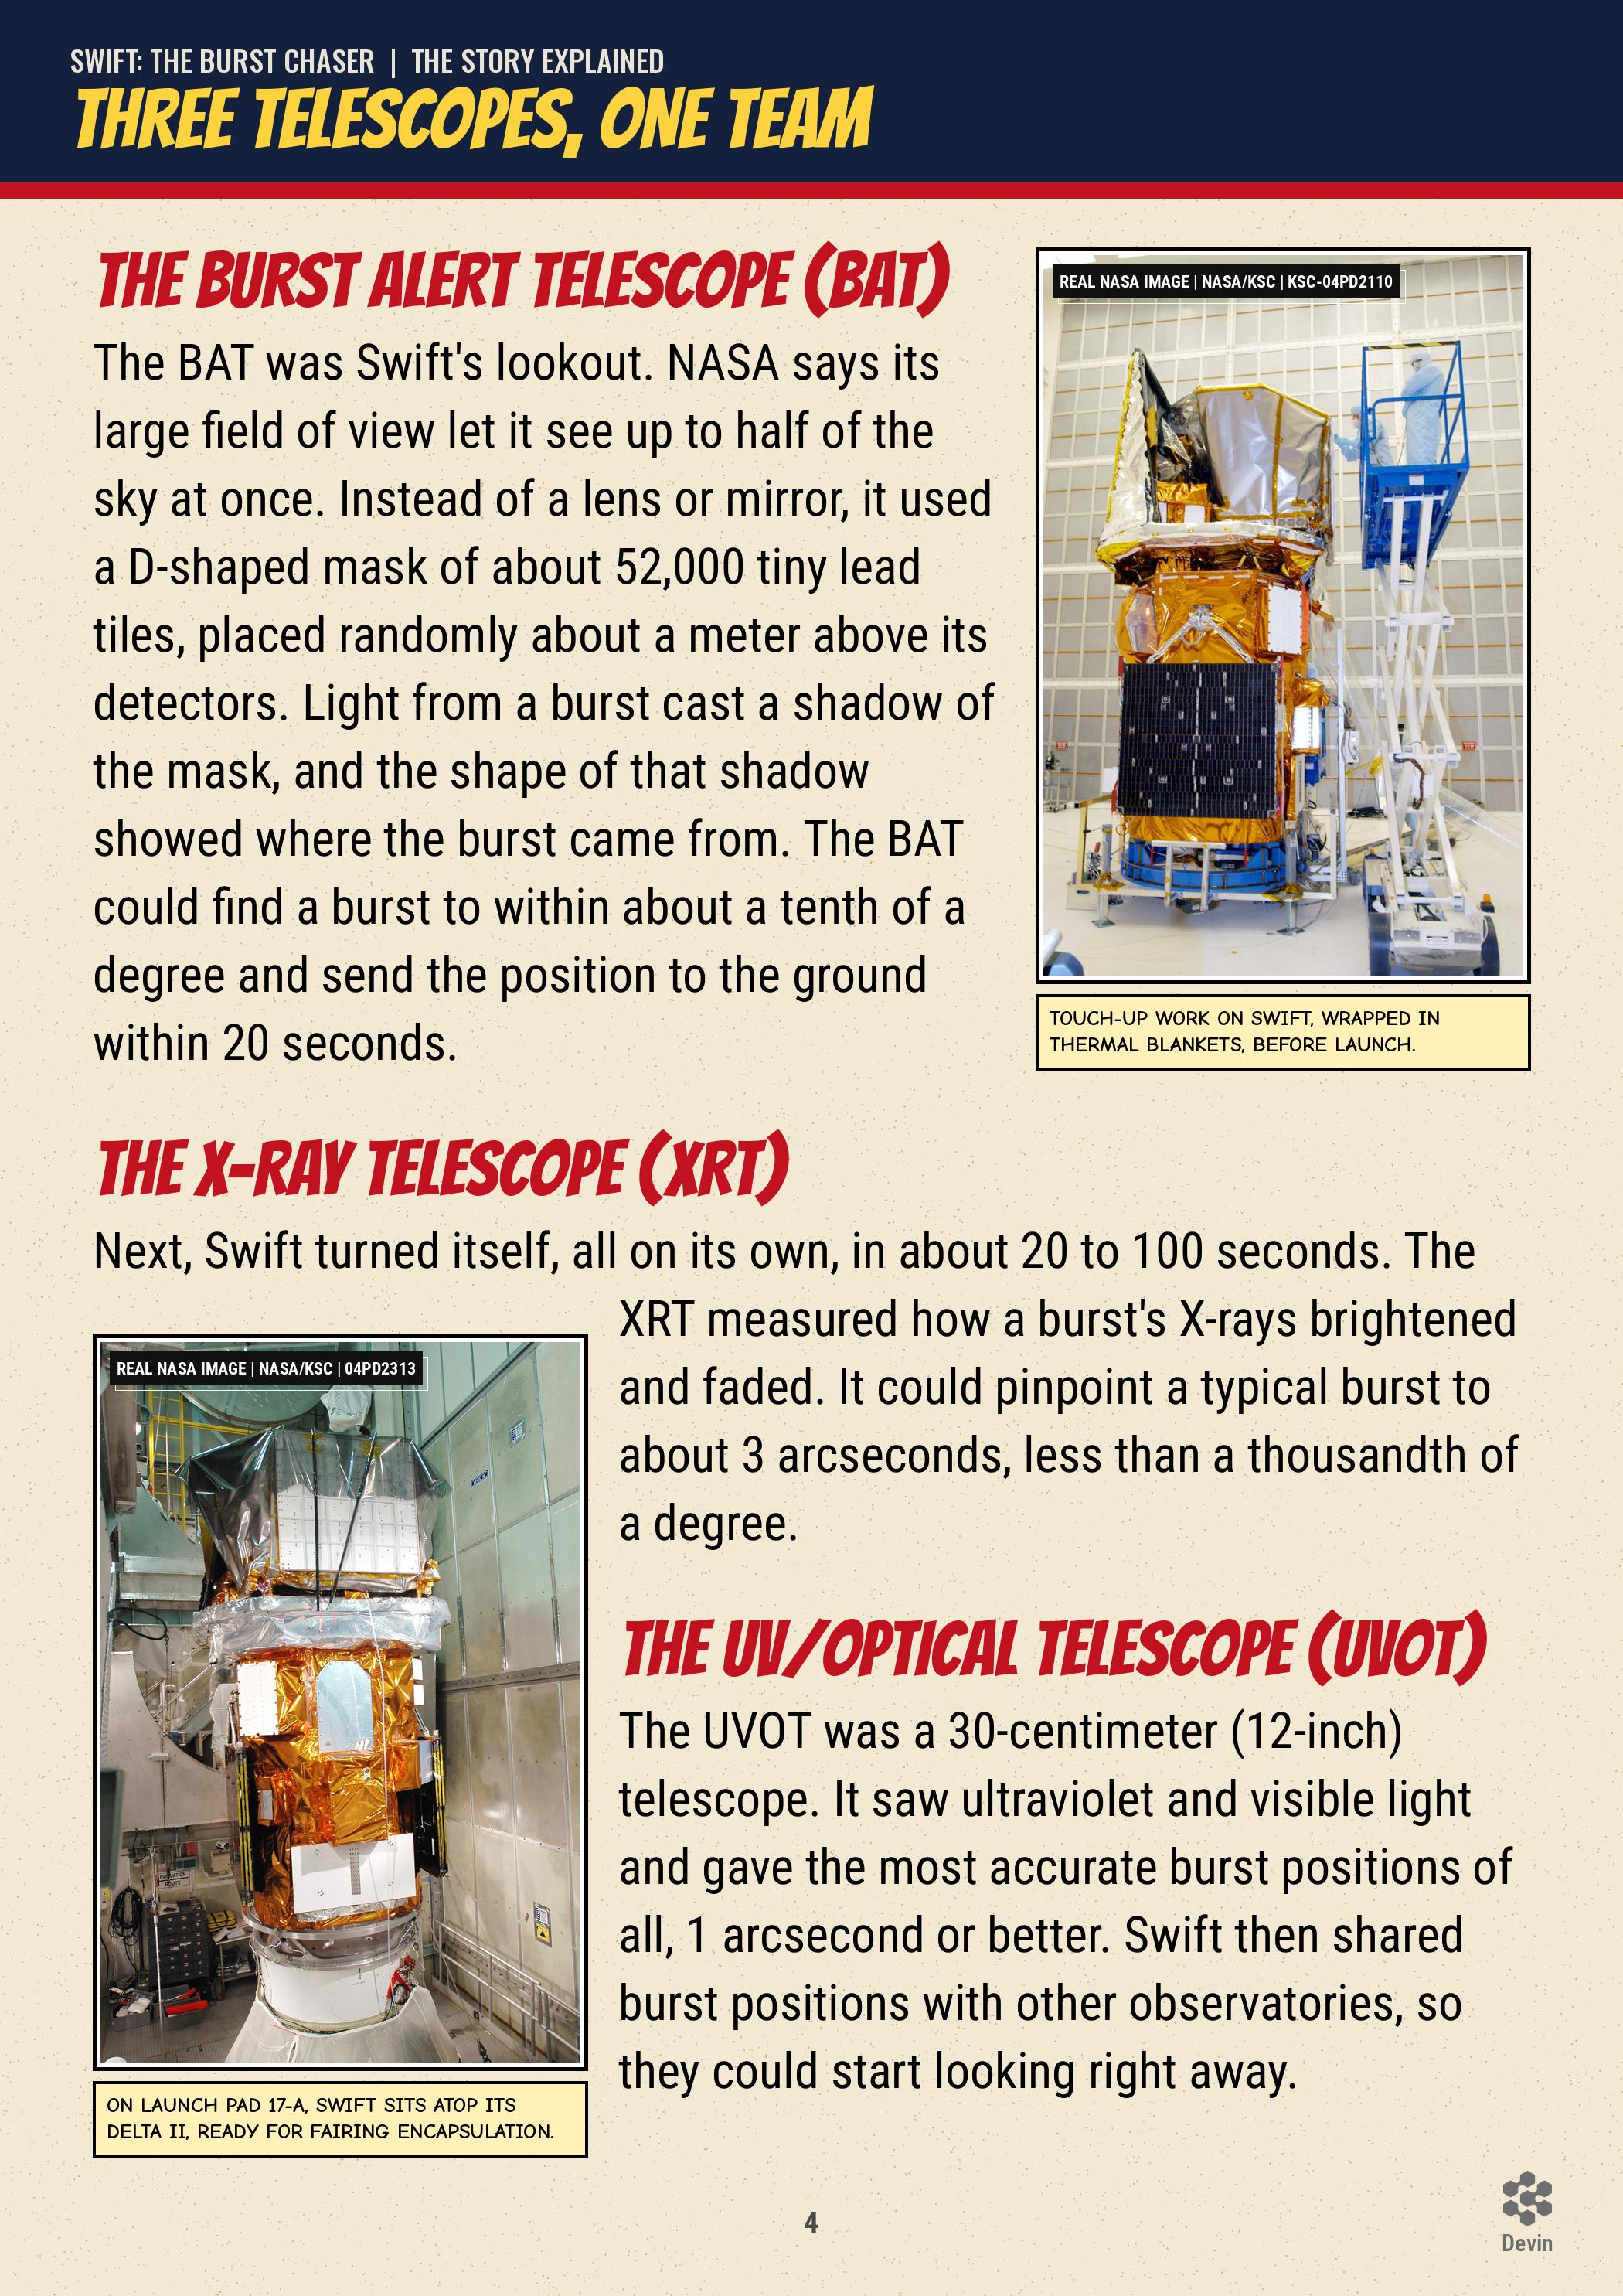 SWIFT: THE BURST CHASER | THE STORY EXPLAINED
THREE TELESCOPES, ONE TEAM
THE BURST ALERT TELESCOPE (BAT)
The BAT was Swift's lookout. NASA says its
large field of view let it see up to half of the
sky at once. Instead of a lens or mirror, it used
a D-shaped mask of about 52,000 tiny lead
tiles, placed randomly about a meter above its
detectors. Light from a burst cast a shadow of
the mask, and the shape of that shadow
showed where the burst came from. The BAT
could find a burst to within about a tenth of a
degree and send the position to the ground
within 20 seconds.
REAL NASA IMAGE | NASA/KSC | KSC-04PD2110
TOUCH-UP WORK ON SWIFT, WRAPPED IN
THERMAL BLANKETS, BEFORE LAUNCH.
THE X-RAY TELESCOPE (XRT)
Next, Swift turned itself, all on its own, in about 20 to 100 seconds. The
XRT measured how a burst's X-rays brightened
and faded. It could pinpoint a typical burst to
about 3 arcseconds, less than a thousandth of
a degree.
REAL NASA IMAGE | NASA/KSC | 04PD2313
ON LAUNCH PAD 17-A, SWIFT SITS ATOP ITS
DELTA II, READY FOR FAIRING ENCAPSULATION.
THE UV/OPTICAL TELESCOPE (UVOT)
The UVOT was a 30-centimeter (12-inch)
telescope. It saw ultraviolet and visible light
and gave the most accurate burst positions of
all, 1 arcsecond or better. Swift then shared
burst positions with other observatories, so
they could start looking right away.
4
Devin